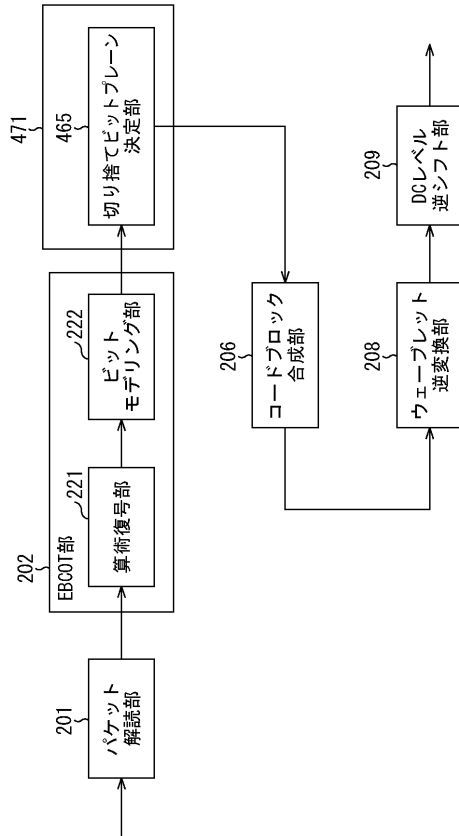 201
パケット
解読部
202
EBCOT部
221
算術復号部
222
ビット
モデリング部
471
465
切り捨てビットプレーン
決定部
206
コードブロック
合成部
208
ウェーブレット
逆変換部
209
DCレベル
逆シフト部